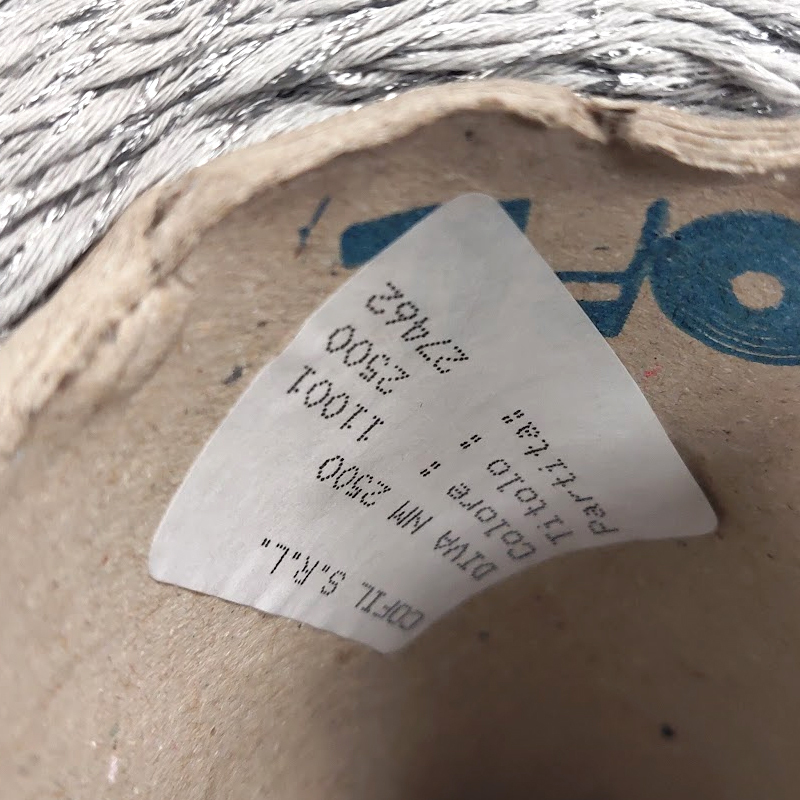 COFIL S.R.L."
DIVA NM 2500
Colore " 11001
Titolo " 2500
Partita" 27462